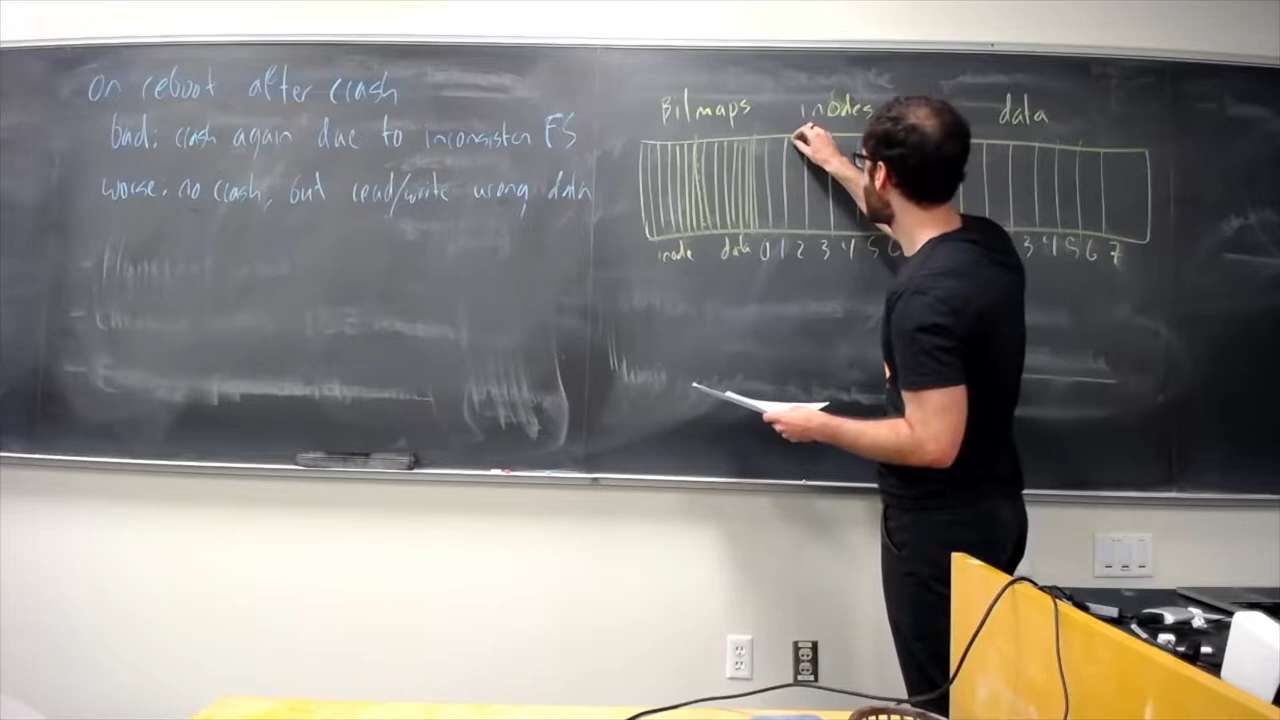 On reboot after crash
bad: crash again due to inconsisten FS
worse. no crash, but read/write wrong data
Bitmaps inodes data
inode data 0 1 2 3 4 5 6 3 4 5 6 7